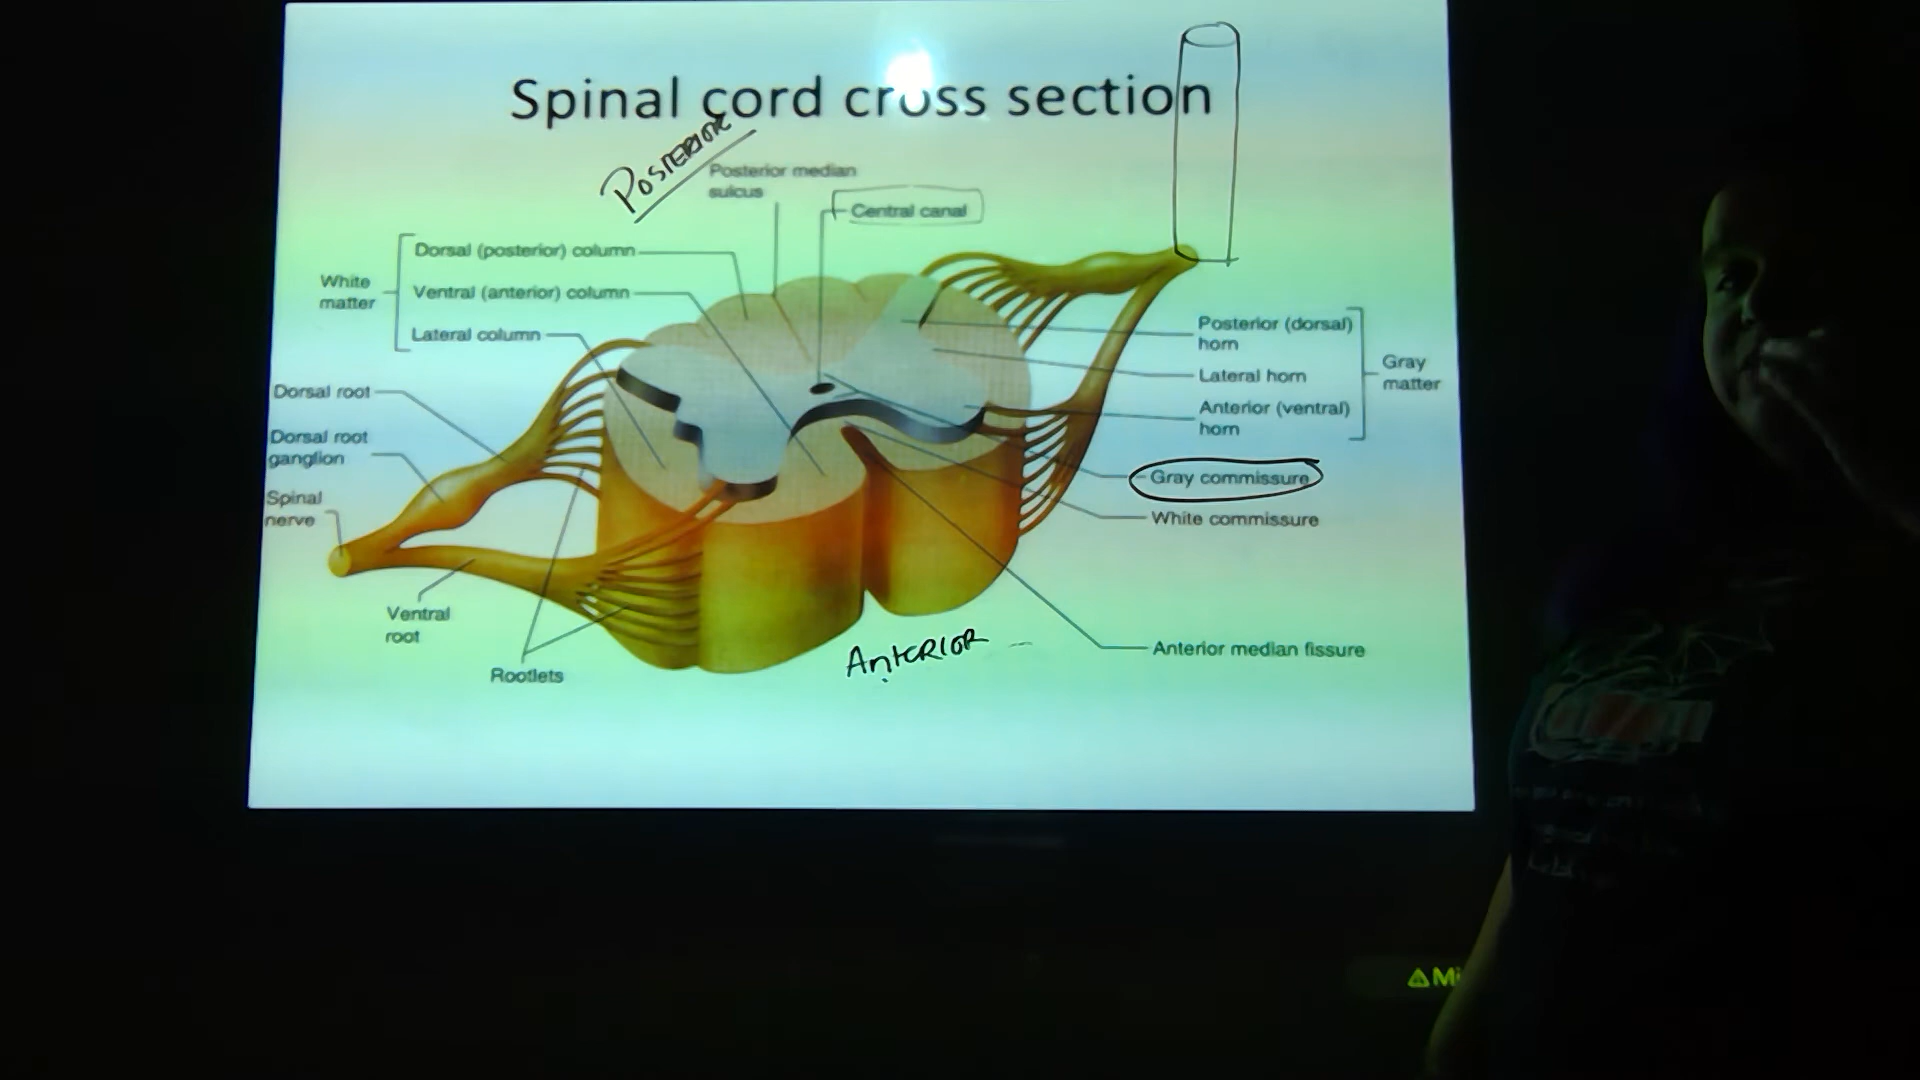 Spinal cord cross section
POSTERIOR
Posterior median
sulcus
Central canal
Dorsal (posterior) column
White
matter
Ventral (anterior) column
Lateral column
Posterior (dorsal)
horn
Gray
matter
Lateral horn
Dorsal root
Anterior (ventral)
horn
Dorsal root
ganglion
Gray commissure
Spinal
nerve
White commissure
Ventral
root
ANTERIOR
Anterior median fissure
Rootlets
Mi